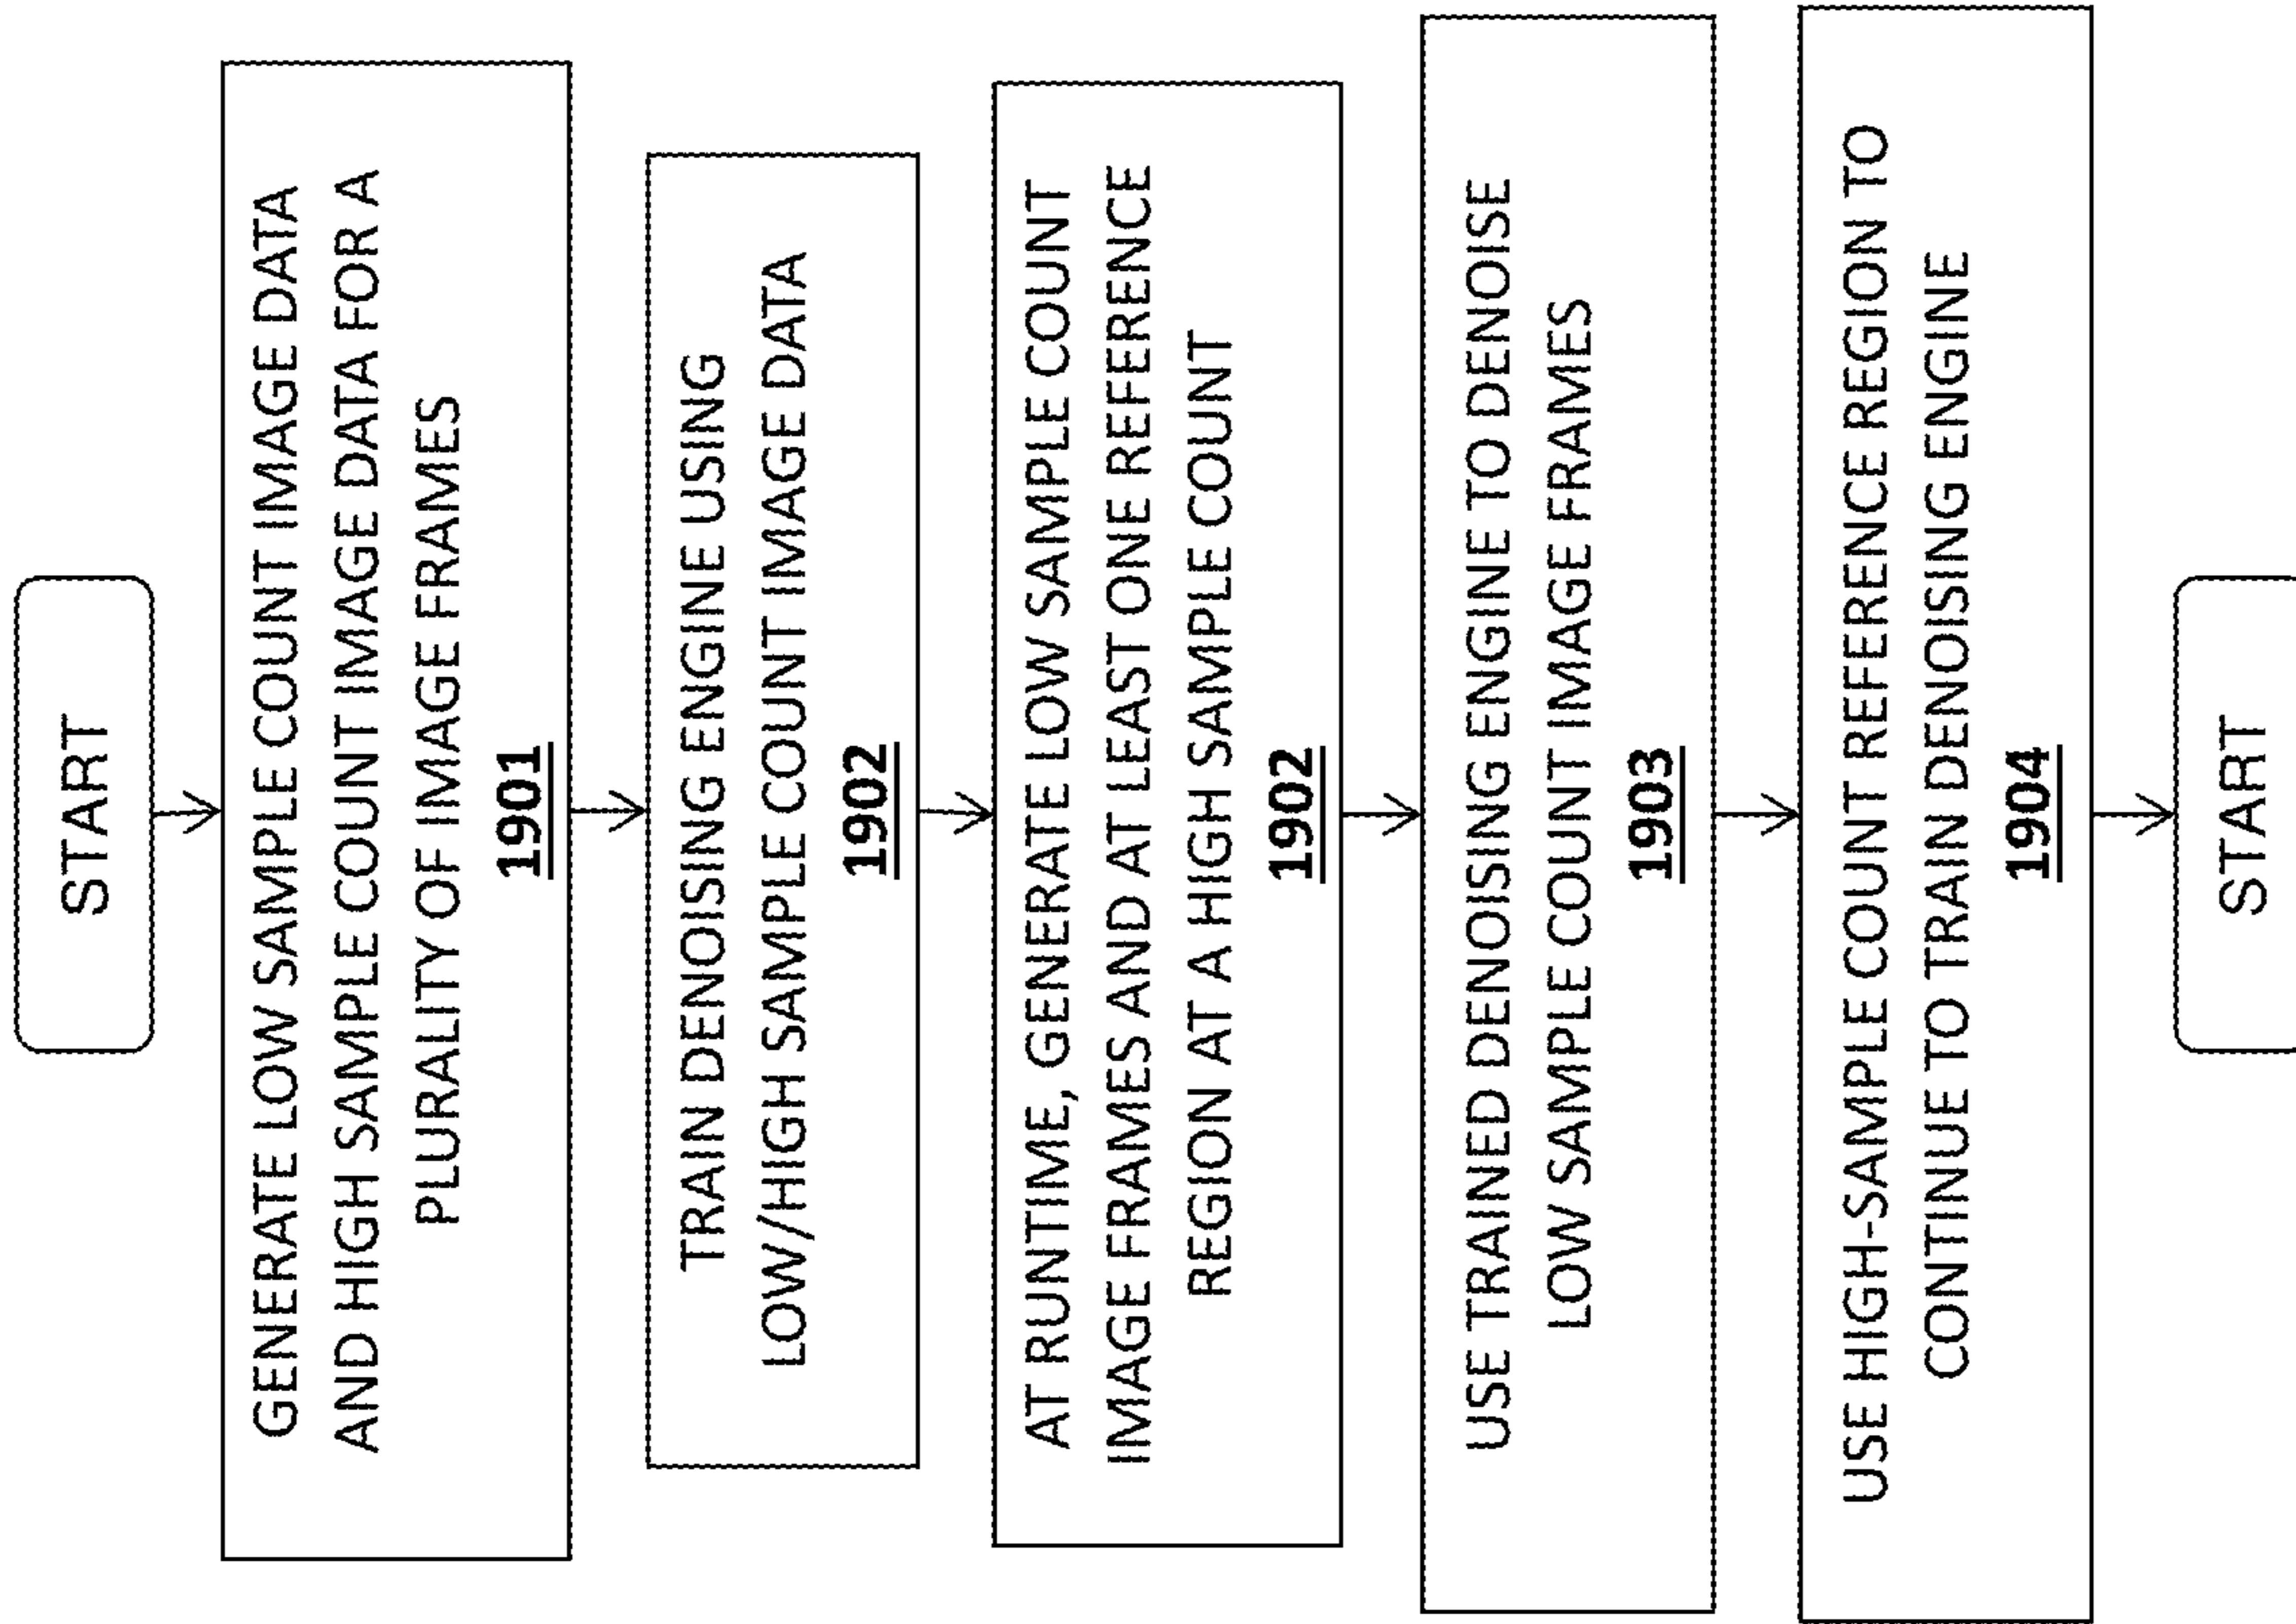 START
GENERATE LOW SAMPLE COUNT IMAGE DATA
AND HIGH SAMPLE COUNT IMAGE DATA FOR A
PLURALITY OF IMAGE FRAMES
1901
TRAIN DENOISING ENGINE USING
LOW/HIGH SAMPLE COUNT IMAGE DATA
1902
AT RUNTIME, GENERATE LOW SAMPLE COUNT
IMAGE FRAMES AND AT LEAST ONE REFERENCE
REGION AT A HIGH SAMPLE COUNT
1902
USE TRAINED DENOISING ENGINE TO DENOISE
LOW SAMPLE COUNT IMAGE FRAMES
1903
USE HIGH-SAMPLE COUNT REFERENCE REGION TO
CONTINUE TO TRAIN DENOISING ENGINE
1904
START